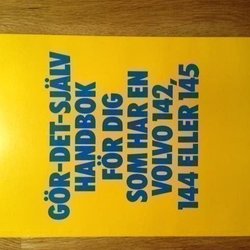 GÖR-DET-SJÄLV
HANDBOK
FÖR DIG
SOM HAR EN
VOLVO 142,
144 ELLER 145